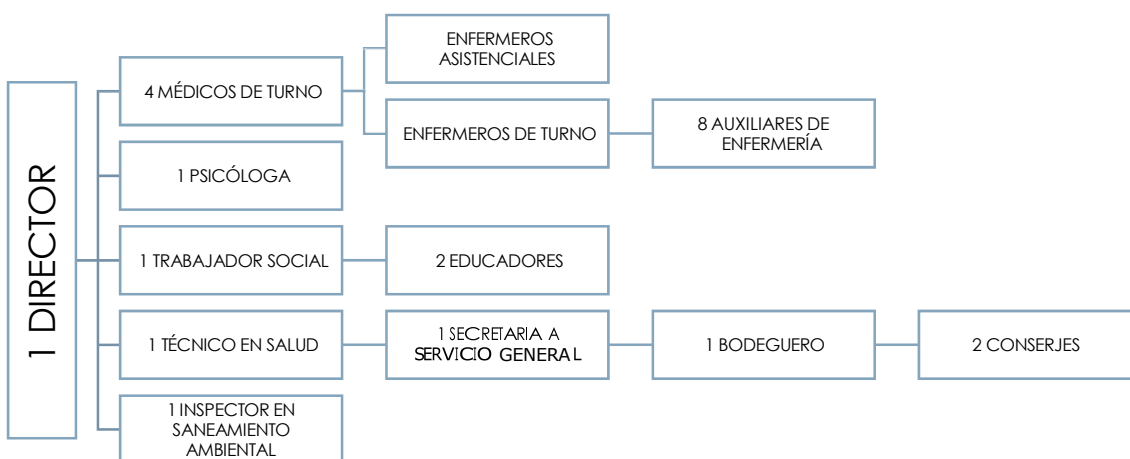 1 DIRECTOR
4 MÉDICOS DE TURNO
ENFERMEROS
ASISTENCIALES
ENFERMEROS DE TURNO
8 AUXILIARES DE
ENFERMERÍA
1 PSICÓLOGA
1 TRABAJADOR SOCIAL
2 EDUCADORES
1 TÉCNICO EN SALUD
1 SECRETARIA A
SERVICIO GENERAL
1 BODEGUERO
2 CONSERJES
1 INSPECTOR EN
SANEAMIENTO
AMBIENTAL